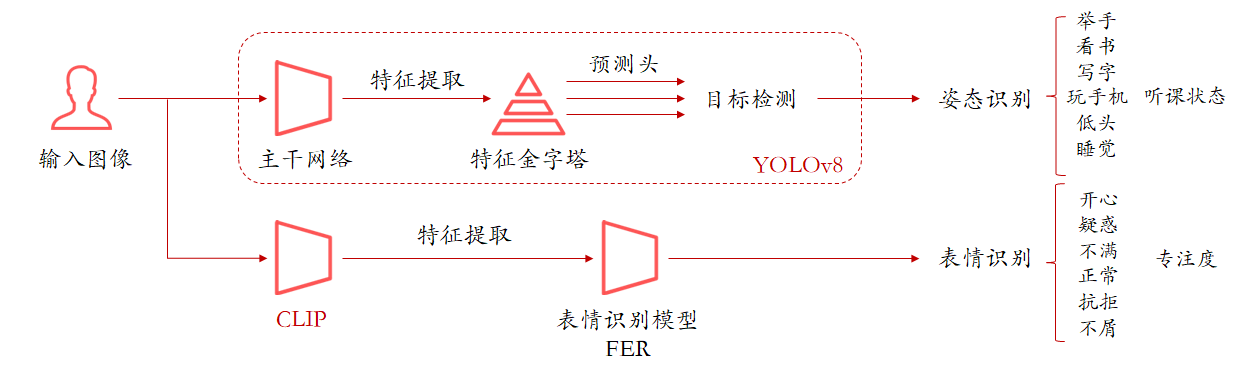 输入图像
主干网络
特征提取
特征金字塔
预测头
目标检测
YOLOv8
姿态识别
举手
看书
写字
玩手机
低头
睡觉
听课状态
CLIP
特征提取
表情识别模型
FER
表情识别
开心
疑惑
不满
正常
抗拒
不屑
专注度